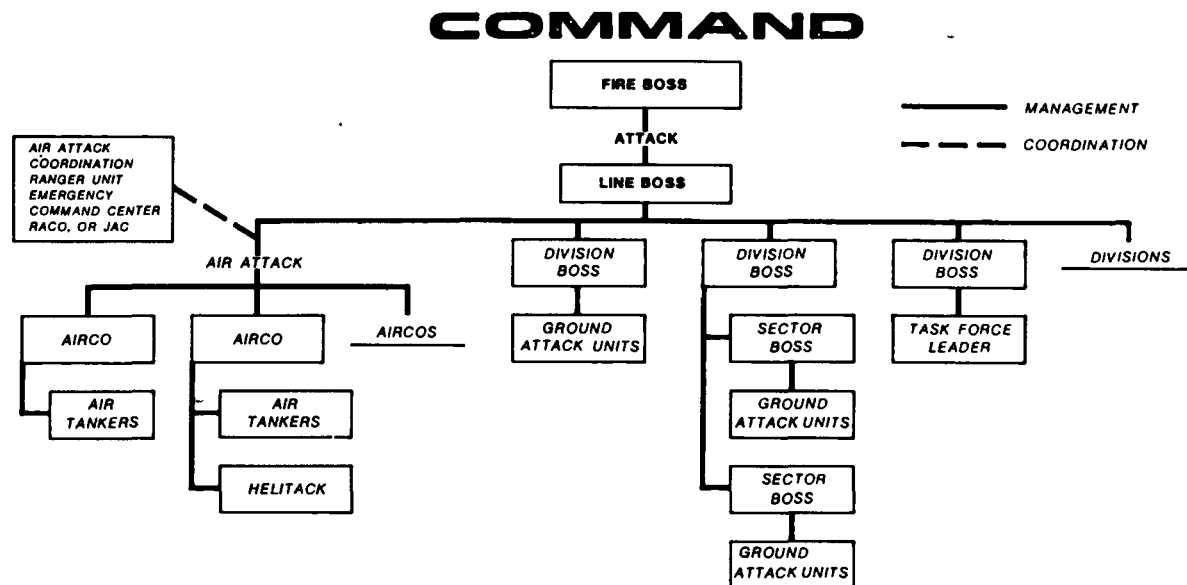 COMMAND
FIRE BOSS
ATTACK
LINE BOSS
MANAGEMENT
COORDINATION
AIR ATTACK
COORDINATION
RANGER UNIT
EMERGENCY
COMMAND CENTER
RACO, OR JAC
AIR ATTACK
DIVISION
BOSS
DIVISION
BOSS
DIVISION
BOSS
DIVISIONS
AIRCO
AIRCO
AIRCOS
GROUND
ATTACK UNITS
SECTOR
BOSS
TASK FORCE
LEADER
AIR
TANKERS
AIR
TANKERS
GROUND
ATTACK UNITS
HELITACK
SECTOR
BOSS
GROUND
ATTACK UNITS